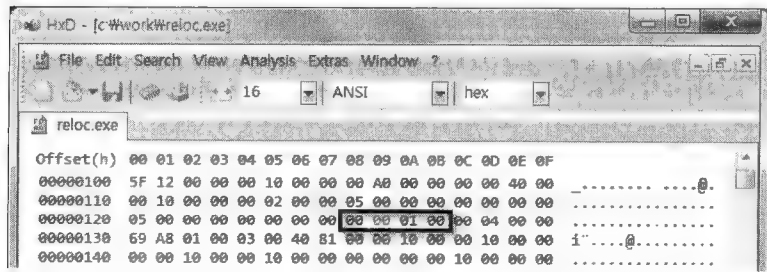 HxD - [c:₩work₩reloc.exe]
File Edit Search View Analysis Extras Window ?
16 ANSI hex
reloc.exe
Offset(h) 00 01 02 03 04 05 06 07 08 09 0A 0B 0C 0D 0E 0F
00000100 5F 12 00 00 00 10 00 00 00 A0 00 00 00 00 40 00 _........ ....@.
00000110 00 10 00 00 00 02 00 00 05 00 00 00 00 00 00 00 ................
00000120 05 00 00 00 00 00 00 00 00 00 01 00 00 04 00 00 ................
00000130 69 A8 01 00 03 00 40 81 00 00 10 00 00 10 00 00 i¨....@.........
00000140 00 00 10 00 00 10 00 00 00 00 00 00 10 00 00 00 ................